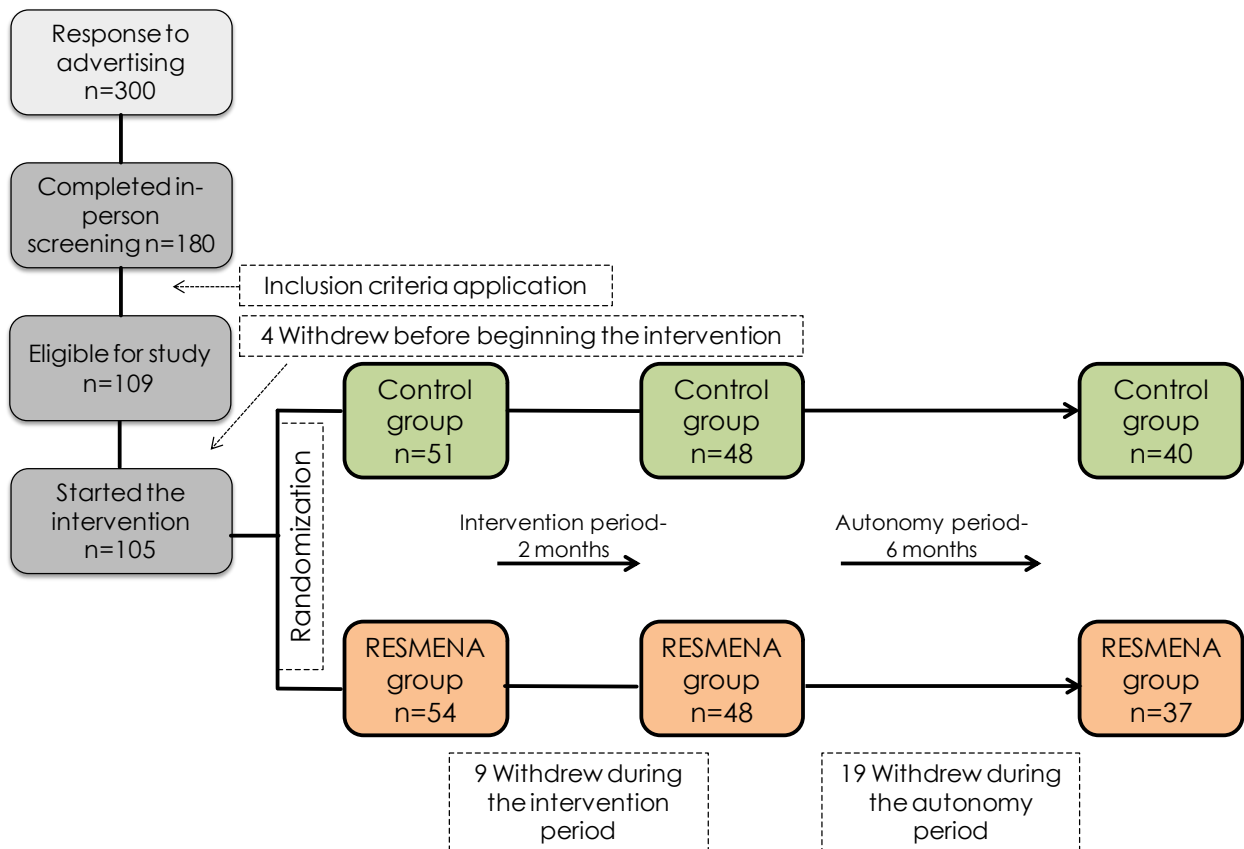 Response to
advertising
n=300
Completed in-
person
screening n=180
Inclusion criteria application
4 Withdrew before beginning the intervention
Eligible for study
n=109
Started the
intervention
n=105
Randomization
Control
group
n=51
Control
group
n=48
Control
group
n=40
Intervention period-
2 months
Autonomy period-
6 months
RESMENA
group
n=54
RESMENA
group
n=48
RESMENA
group
n=37
9 Withdrew during
the intervention
period
19 Withdrew during
the autonomy
period